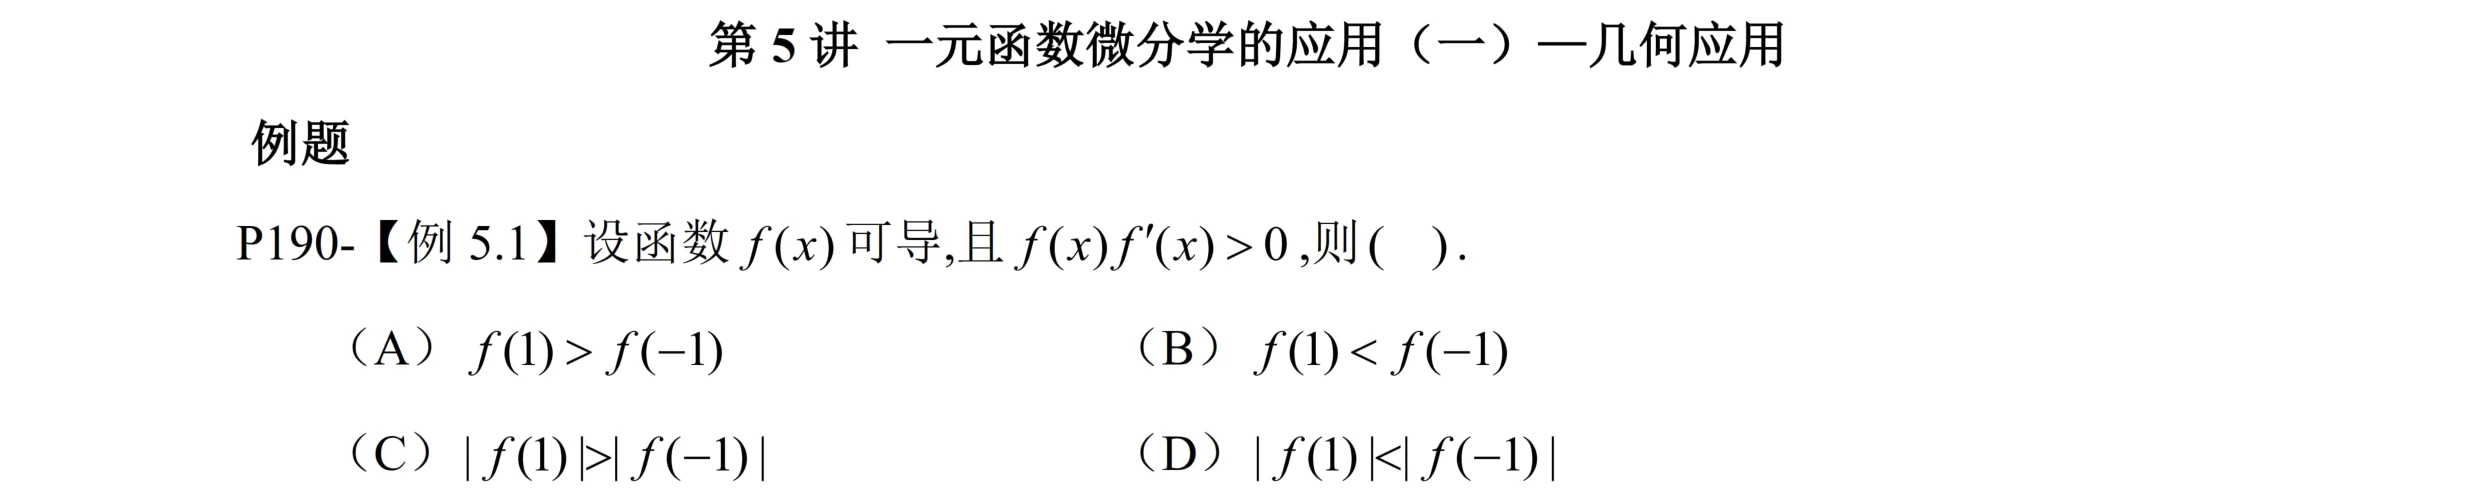 第 5 讲 一元函数微分学的应用（一）—几何应用
例题
P190-【例 5.1】设函数 f(x) 可导,且 f(x)f′(x)>0 ,则( ).
（A） f(1)>f(−1) （B） f(1)<f(−1)
（C）|f(1)|>|f(−1)| （D）|f(1)|<|f(−1)|